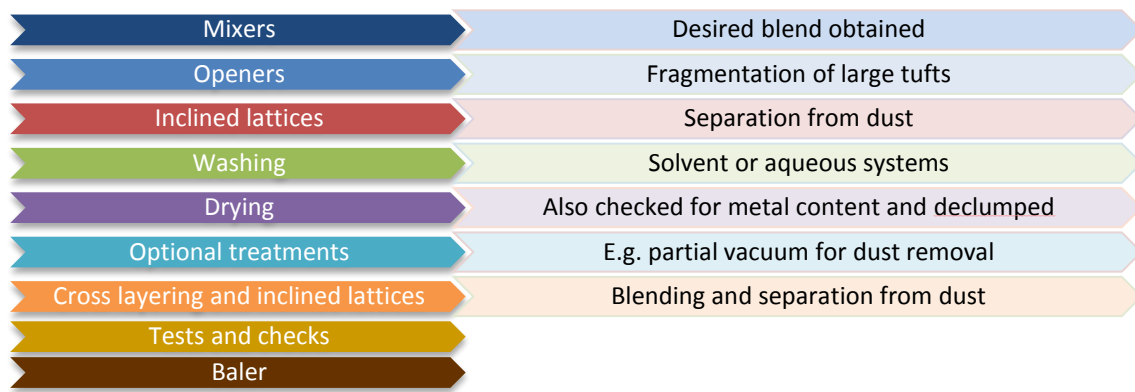 Mixers
Desired blend obtained
Openers
Fragmentation of large tufts
Inclined lattices
Separation from dust
Washing
Solvent or aqueous systems
Drying
Also checked for metal content and declumped
Optional treatments
E.g. partial vacuum for dust removal
Cross layering and inclined lattices
Blending and separation from dust
Tests and checks
Baler